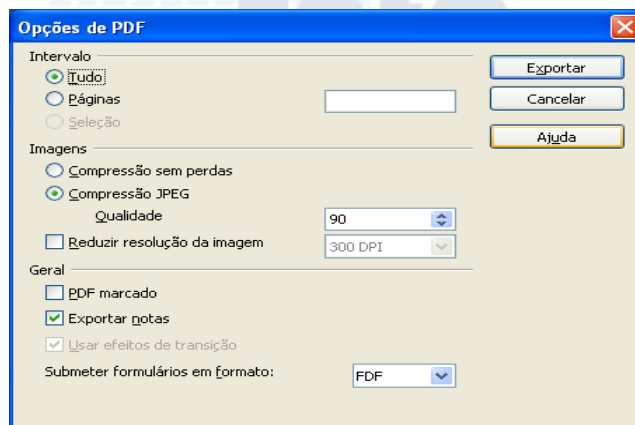 Opções de PDF
Intervalo
Tudo
Páginas
Seleção
Exportar
Cancelar
Ajuda
Imagens
Compressão sem perdas
Compressão JPEG
Qualidade 90
Reduzir resolução da imagem 300 DPI
Geral
PDF marcado
Exportar notas
Usar efeitos de transição
Submeter formulários em formato: FDF